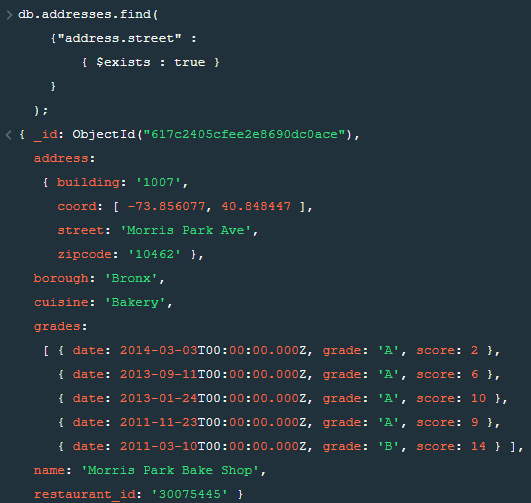 > db.addresses.find(
{"address.street" :
{ $exists : true }
}
);
< { _id: ObjectId("617c2405cfee2e8690dc0ace"),
address:
{ building: '1007',
coord: [ -73.856077, 40.848447 ],
street: 'Morris Park Ave',
zipcode: '10462' },
borough: 'Bronx',
cuisine: 'Bakery',
grades:
[ { date: 2014-03-03T00:00:00.000Z, grade: 'A', score: 2 },
{ date: 2013-09-11T00:00:00.000Z, grade: 'A', score: 6 },
{ date: 2013-01-24T00:00:00.000Z, grade: 'A', score: 10 },
{ date: 2011-11-23T00:00:00.000Z, grade: 'A', score: 9 },
{ date: 2011-03-10T00:00:00.000Z, grade: 'B', score: 14 } ],
name: 'Morris Park Bake Shop',
restaurant_id: '30075445' }